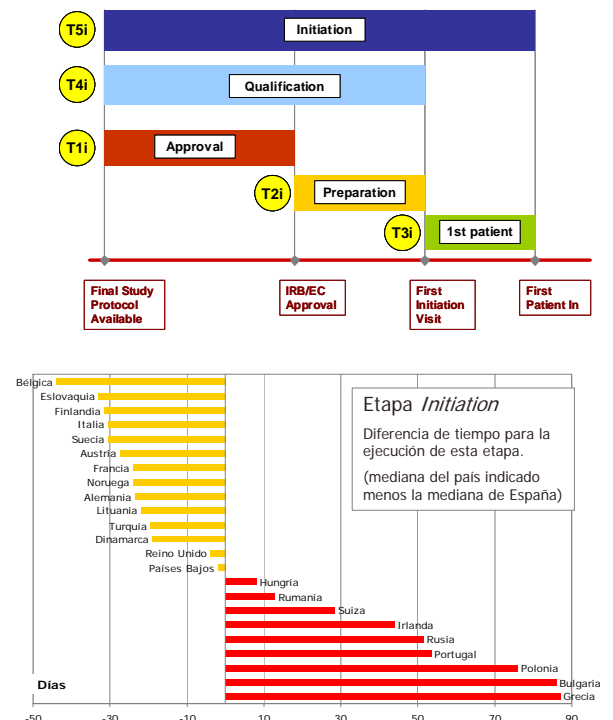 T5i
Initiation
T4i
Qualification
T1i
Approval
T2i
Preparation
T3i
1st patient
Final Study
Protocol
Available
IRB/EC
Approval
First
Initiation
Visit
First
Patient In
Bélgica
Eslovaquia
Finlandia
Italia
Suecia
Austria
Francia
Noruega
Alemania
Lituania
Turquía
Dinamarca
Reino Unido
Países Bajos
Etapa Initiation
Diferencia de tiempo para la
ejecución de esta etapa.
(mediana del país indicado
menos la mediana de España)
Hungría
Rumanía
Suiza
Irlanda
Rusia
Portugal
Polonia
Bulgaria
Grecia
Días
-50 -30 -10 10 30 50 70 90